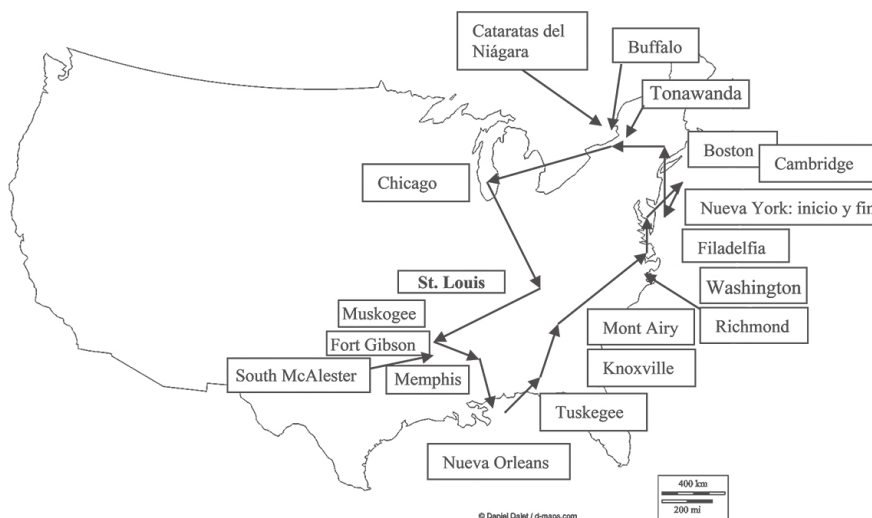 Cataratas del
Niágara
Buffalo
Tonawanda
Boston
Cambridge
Chicago
Nueva York: inicio y fin
Filadelfia
St. Louis
Washington
Muskogee
Mont Airy
Richmond
Fort Gibson
South McAlester
Memphis
Knoxville
Tuskegee
Nueva Orleans
400 km
200 mi
© Daniel Dalet / d-maps.com